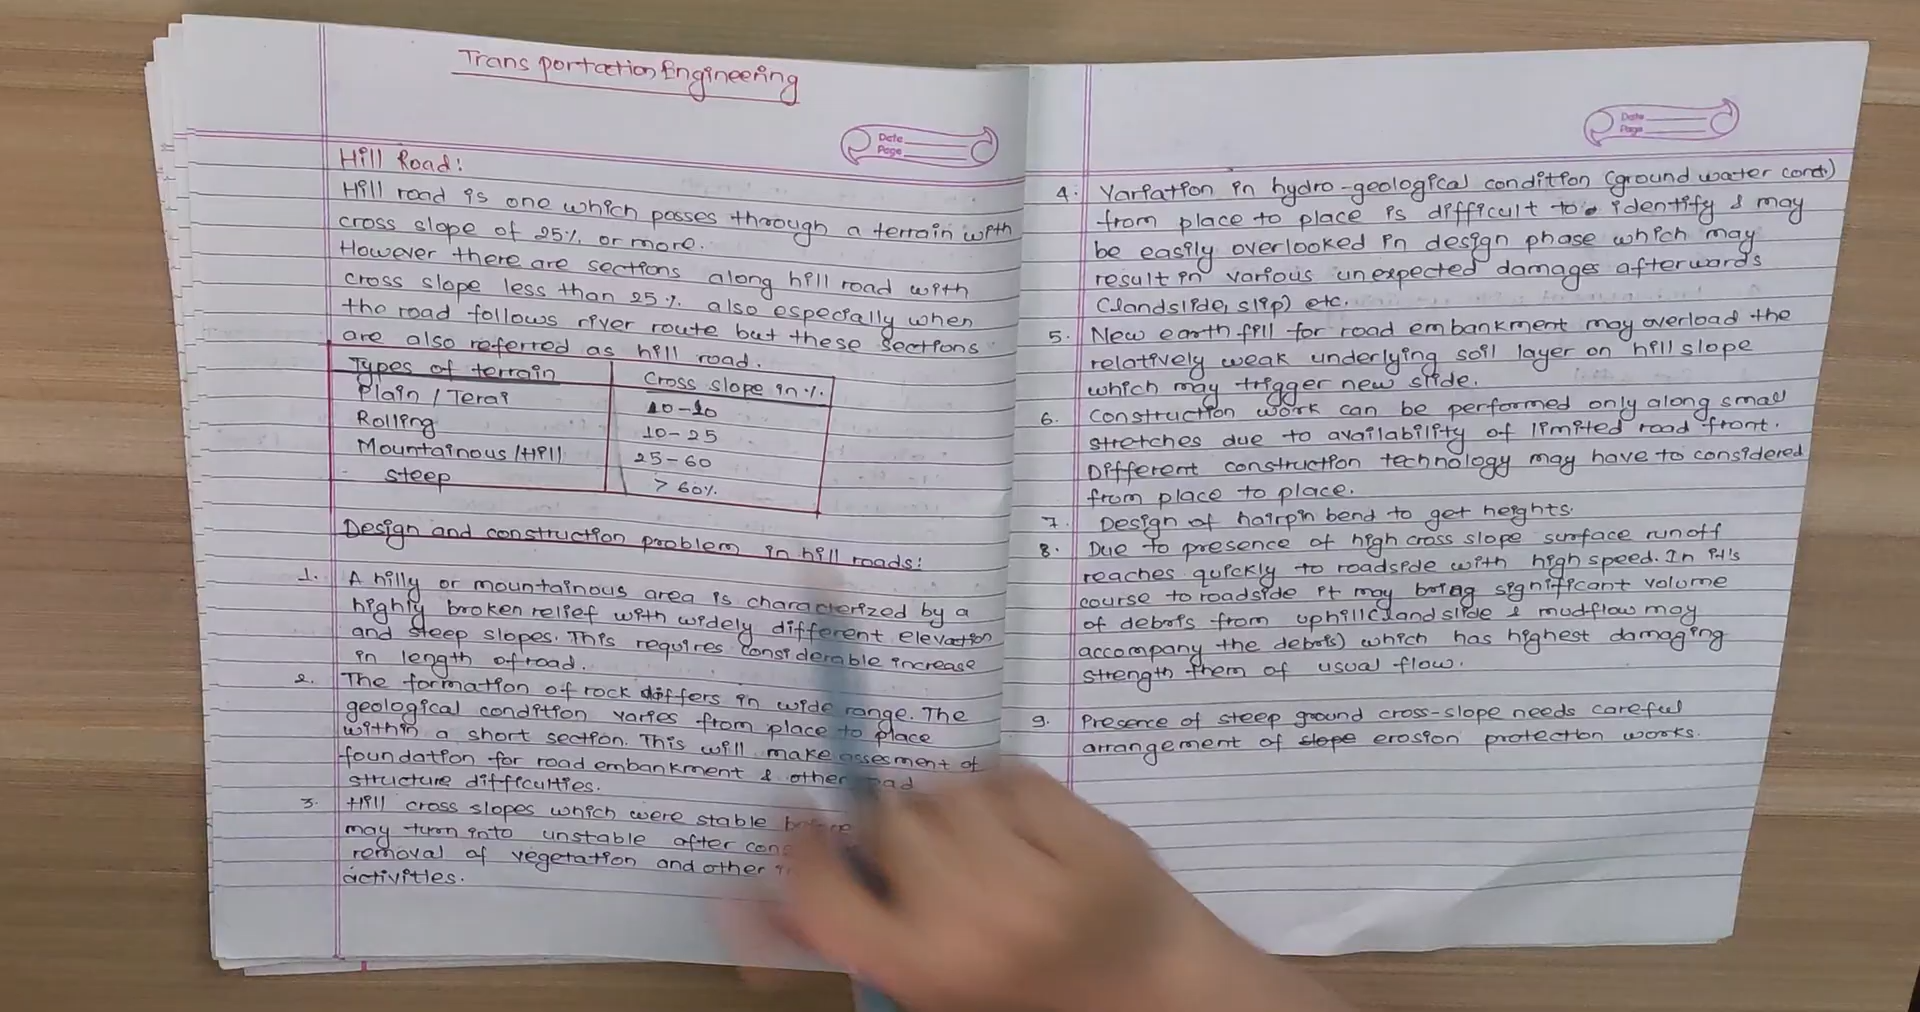 Transportation Engineering
Date
Page
Hill Road:
Hill road is one which passes through a terrain with
cross slope of 25% or more.
However there are sections along hill road with
cross slope less than 25% also especially when
the road follows river route but these sections
are also referred as hill road.
Types of terrain Cross slope in %.
Plain / Terai 10-10
Rolling 10-25
Mountainous / Hill 25-60
steep > 60%
Design and construction problem in hill roads:
1. A hilly or mountainous area is characterized by a
highly broken relief with widely different elevation
and steep slopes. This requires considerable increase
in length of road.
2. The formation of rock differs in wide range. The
geological condition varies from place to place
within a short section. This will make assesment of
foundation for road embankment & other
structure difficulties.
3. Hill cross slopes which were stable
may turn into unstable after
removal of vegetation and other
activities.
Date
Page
4. Variation in hydro-geological condition (ground water cont.)
from place to place is difficult to identify & may
be easily overlooked in design phase which may
result in various unexpected damages afterwards
(landslide, slip) etc.
5. New earth fill for road embankment may overload the
relatively weak underlying soil layer on hill slope
which may trigger new slide.
6. Construction work can be performed only along small
stretches due to availability of limited road front.
Different construction technology may have to considered
from place to place.
7. Design of hairpin bend to get heights.
8. Due to presence of high cross slope surface runoff
reaches quickly to roadside with high speed. In it's
course to roadside it may bring significant volume
of debris from uphill(landslide & mudflow may
accompany the debris) which has highest damaging
strength them of usual flow.
9. Presence of steep ground cross-slope needs careful
arrangement of slope erosion protection works.